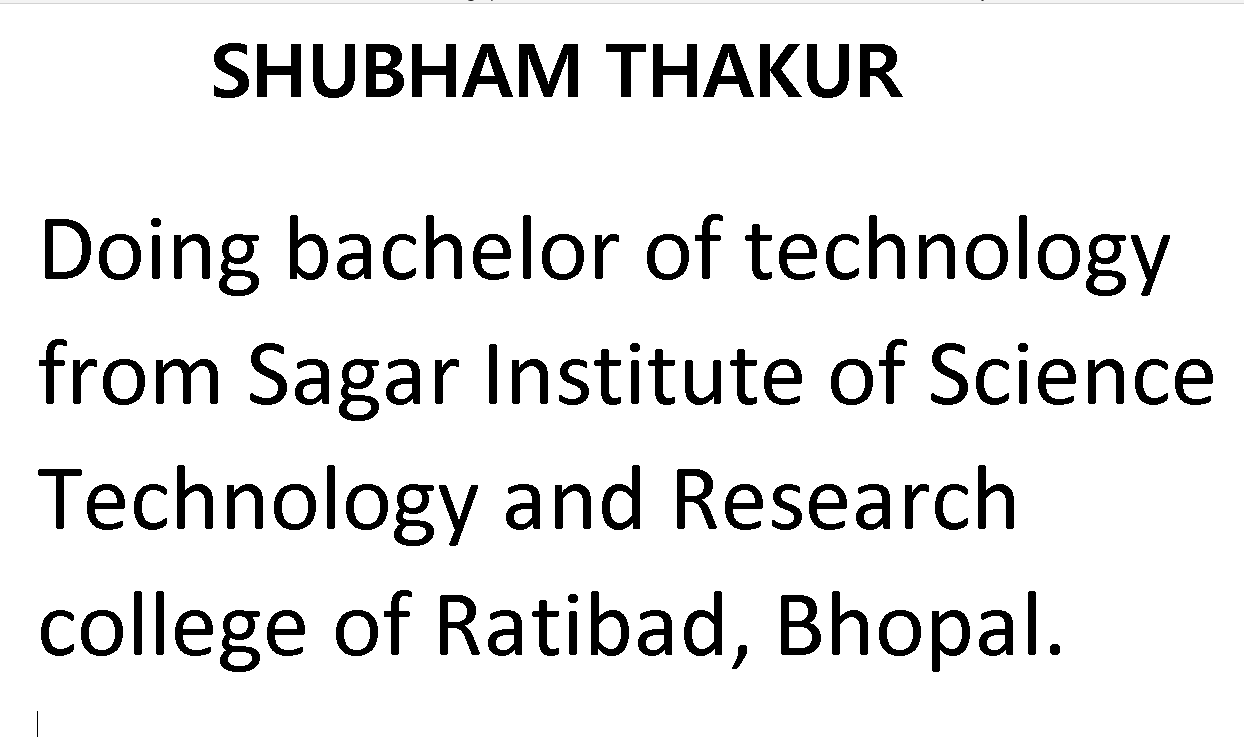 SHUBHAM THAKUR
Doing bachelor of technology
from Sagar Institute of Science
Technology and Research
college of Ratibad, Bhopal.